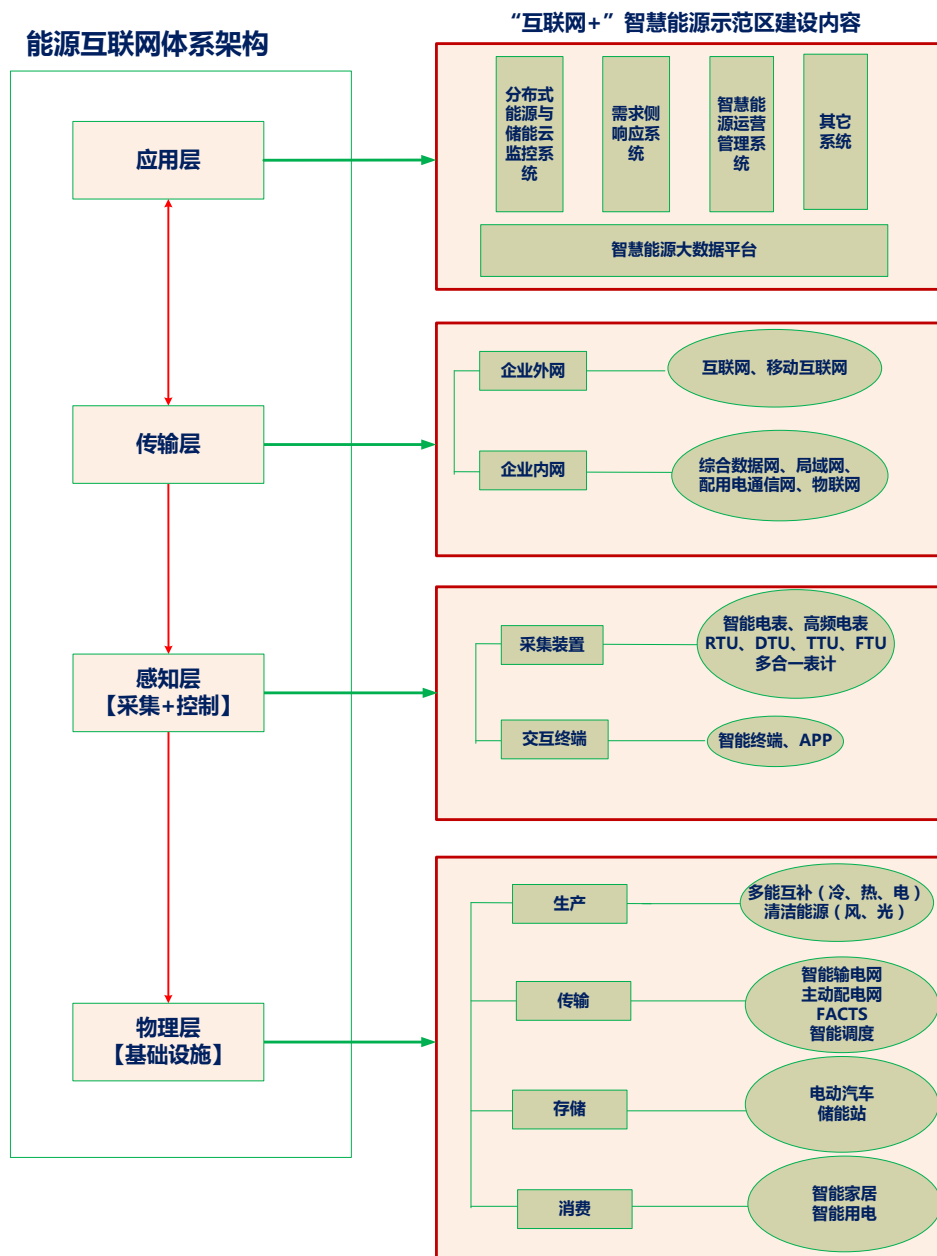 能源互联网体系架构
“互联网+”智慧能源示范区建设内容
应用层
分布式
能源与
储能云
监控系
统
需求侧
响应系
统
智慧能
源运营
管理系
统
其它
系统
智慧能源大数据平台
传输层
企业外网
互联网、移动互联网
企业内网
综合数据网、局域网、
配用电通信网、物联网
感知层
【采集+控制】
采集装置
智能电表、高频电表
RTU、DTU、TTU、FTU
多合一表计
交互终端
智能终端、APP
物理层
【基础设施】
生产
多能互补（冷、热、电）
清洁能源（风、光）
传输
智能输电网
主动配电网
FACTS
智能调度
存储
电动汽车
储能站
消费
智能家居
智能用电